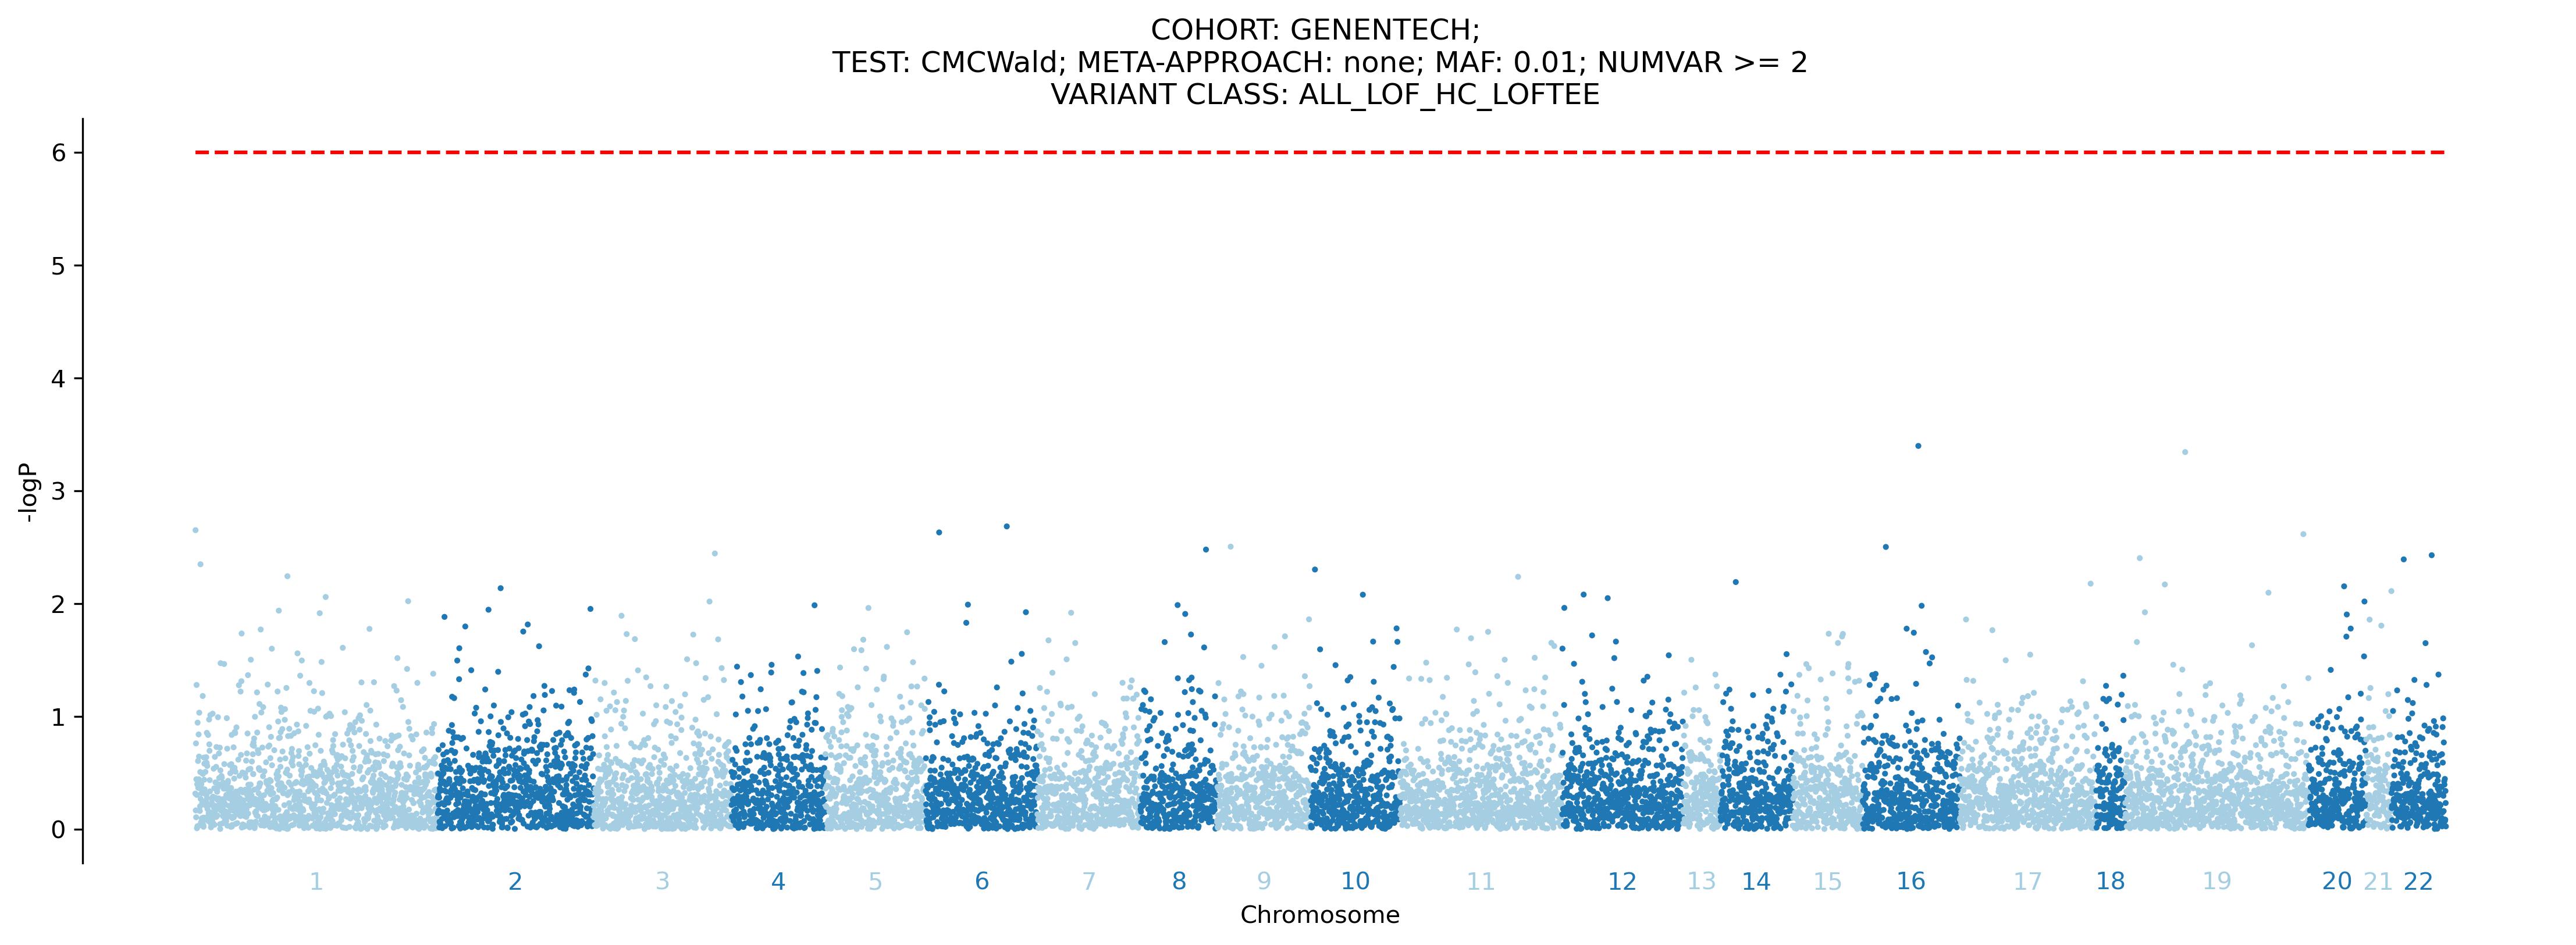 COHORT: GENENTECH;
TEST: CMCWald; META-APPROACH: none; MAF: 0.01; NUMVAR >= 2
VARIANT CLASS: ALL_LOF_HC_LOFTEE
6
5
4
3
2
1
0
-logP
1 2 3 4 5 6 7 8 9 10 11 12 13 14 15 16 17 18 19 20 21 22
Chromosome